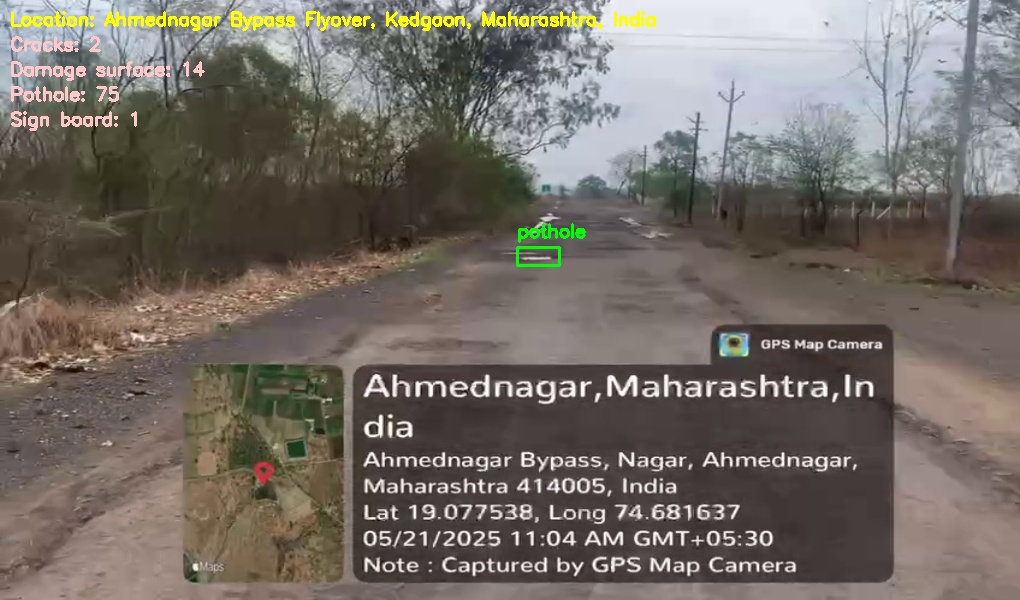 Location: Ahmednagar Bypass Flyover, Kedgaon, Maharashtra, India
Cracks: 2
Damage surface: 14
Pothole: 75
Sign board: 1
pothole
GPS Map Camera
Ahmednagar,Maharashtra,In
dia
Ahmednagar Bypass, Nagar, Ahmednagar,
Maharashtra 414005, India
Lat 19.077538, Long 74.681637
05/21/2025 11:04 AM GMT+05:30
Note : Captured by GPS Map Camera
Maps